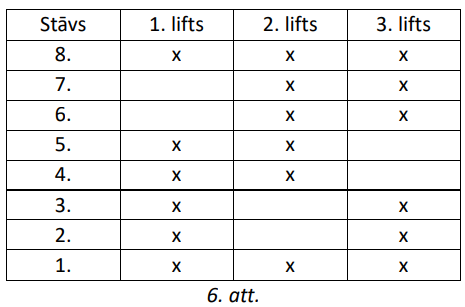 Stāvs 1. lifts 2. lifts 3. lifts
8. x x x
7. x x
6. x x
5. x x
4. x x
3. x x
2. x x
1. x x x
6. att.